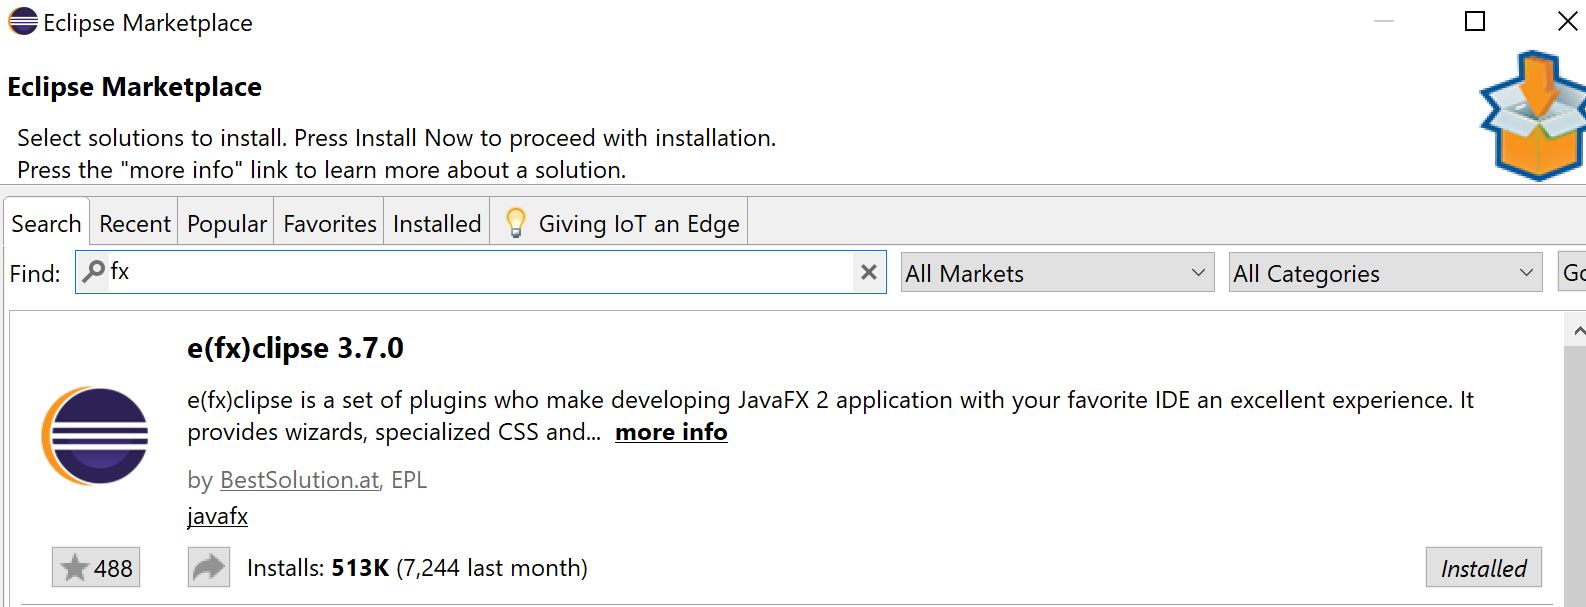 Eclipse Marketplace
Eclipse Marketplace
Select solutions to install. Press Install Now to proceed with installation.
Press the "more info" link to learn more about a solution.
Search Recent Popular Favorites Installed Giving IoT an Edge
Find: fx All Markets All Categories
e(fx)clipse 3.7.0
e(fx)clipse is a set of plugins who make developing JavaFX 2 application with your favorite IDE an excellent experience. It
provides wizards, specialized CSS and... more info
by BestSolution.at, EPL
javafx
488 Installs: 513K (7,244 last month) Installed